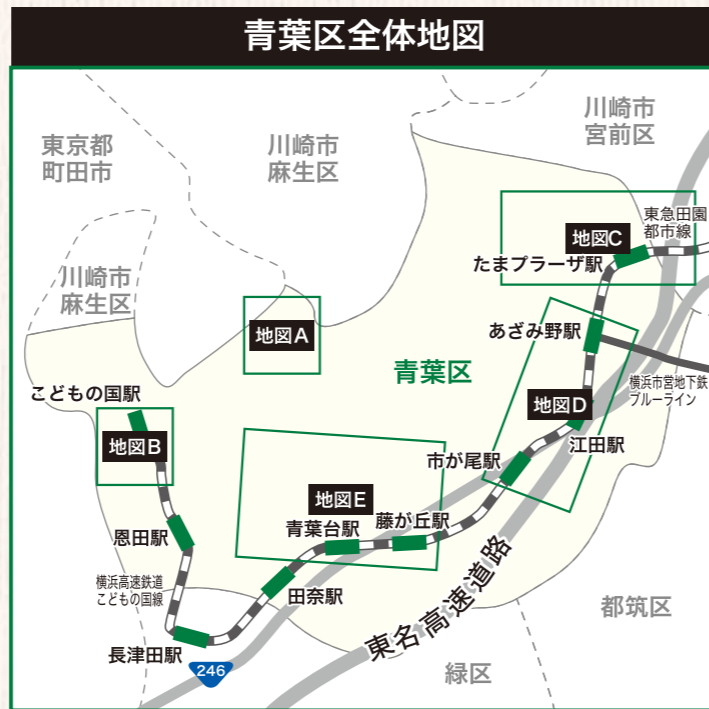 青葉区全体地図
川崎市
宮前区
東京都
町田市
川崎市
麻生区
東急田園
都市線
地図C
たまプラーザ駅
川崎市
麻生区
地図A
あざみ野駅
青葉区
横浜市営地下鉄
ブルーライン
こどもの国駅
地図D
地図B
江田駅
市が尾駅
地図E
青葉台駅
藤が丘駅
恩田駅
横浜高速鉄道
こどもの国線
田奈駅
東名高速道路
都筑区
長津田駅
246
緑区